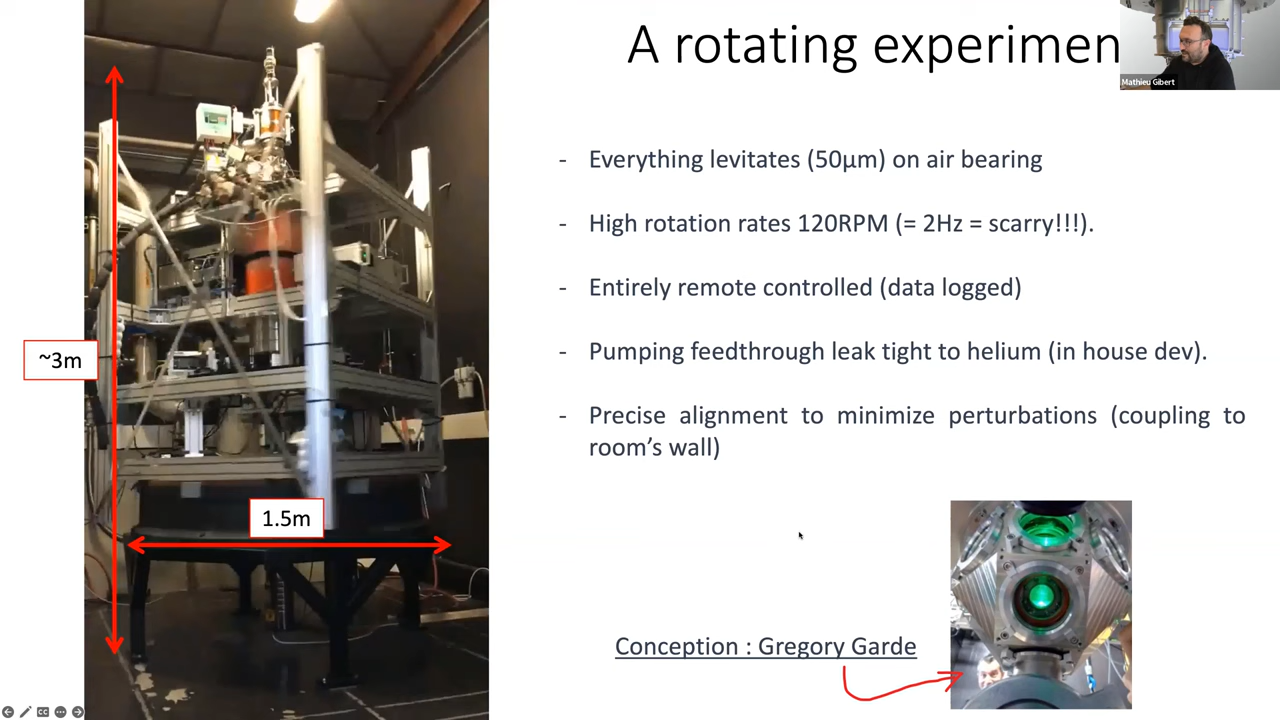 A rotating experimen
Mathieu Gibert
- Everything levitates (50µm) on air bearing
- High rotation rates 120RPM (= 2Hz = scarry!!!).
- Entirely remote controlled (data logged)
- Pumping feedthrough leak tight to helium (in house dev).
- Precise alignment to minimize perturbations (coupling to
room’s wall)
~3m
1.5m
Conception : Gregory Garde